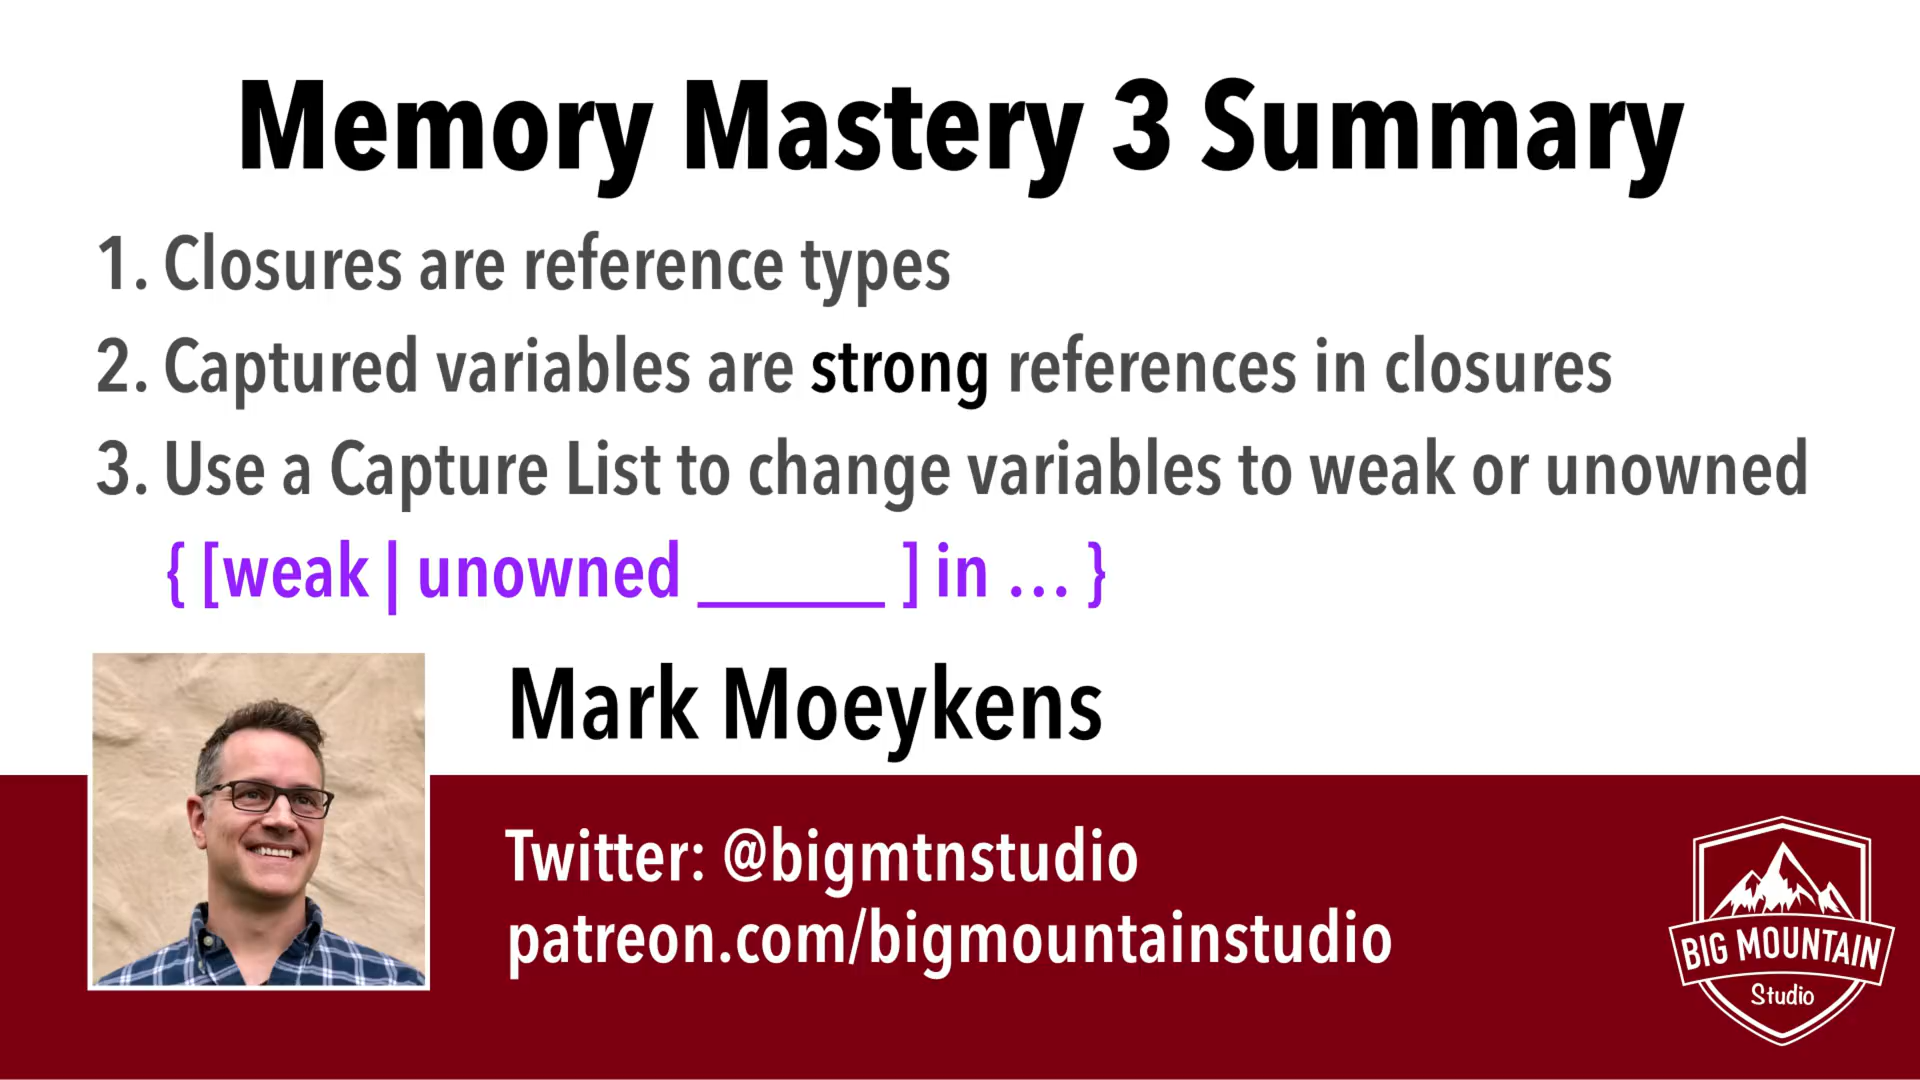 Memory Mastery 3 Summary
1. Closures are reference types
2. Captured variables are strong references in closures
3. Use a Capture List to change variables to weak or unowned
{ [weak | unowned _____ ] in ... }
Mark Moeykens
Twitter: @bigmtnstudio
patreon.com/bigmountainstudio
BIG MOUNTAIN
Studio